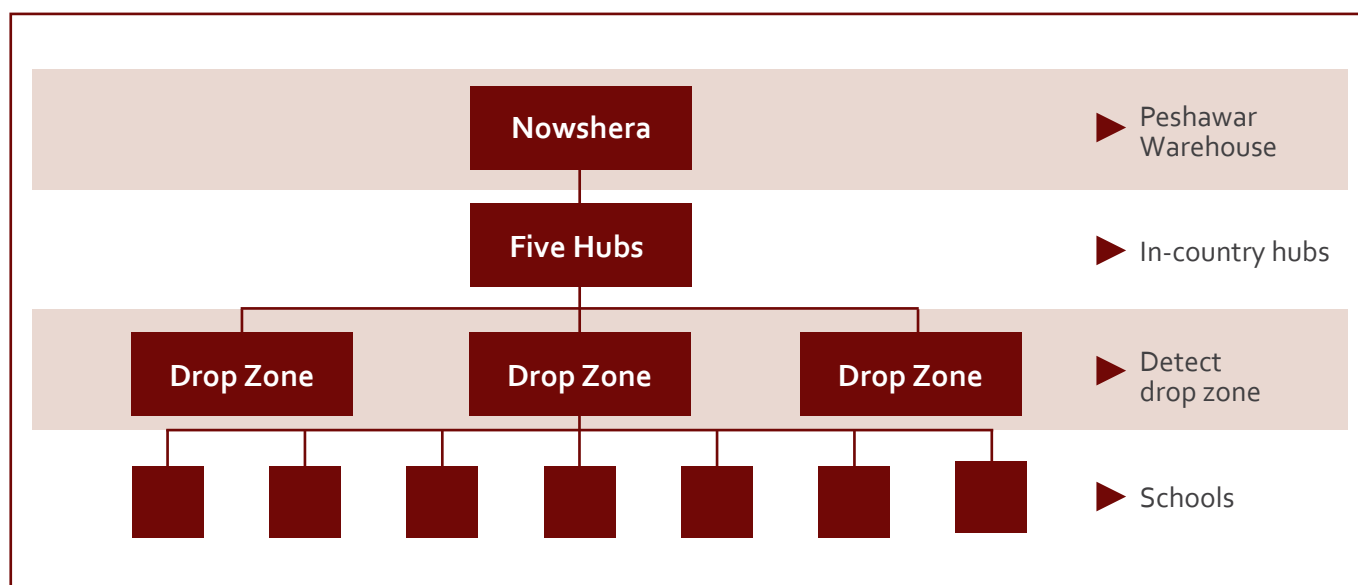 Nowshera
Peshawar
Warehouse
Five Hubs
In-country hubs
Drop Zone
Drop Zone
Drop Zone
Detect
drop zone
Schools